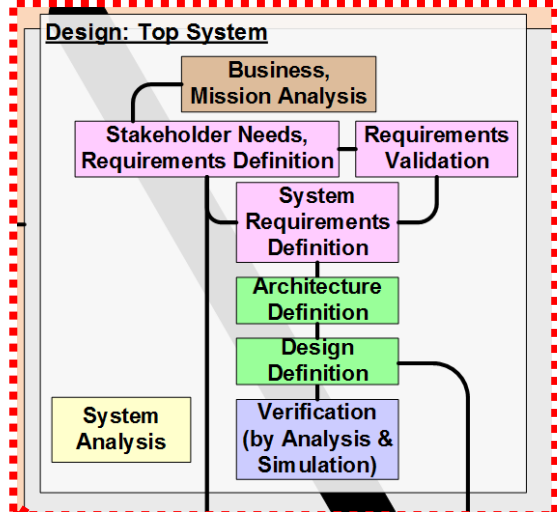 Design: Top System
Business,
Mission Analysis
Stakeholder Needs,
Requirements Definition
Requirements
Validation
System
Requirements
Definition
Architecture
Definition
Design
Definition
System
Analysis
Verification
(by Analysis &
Simulation)